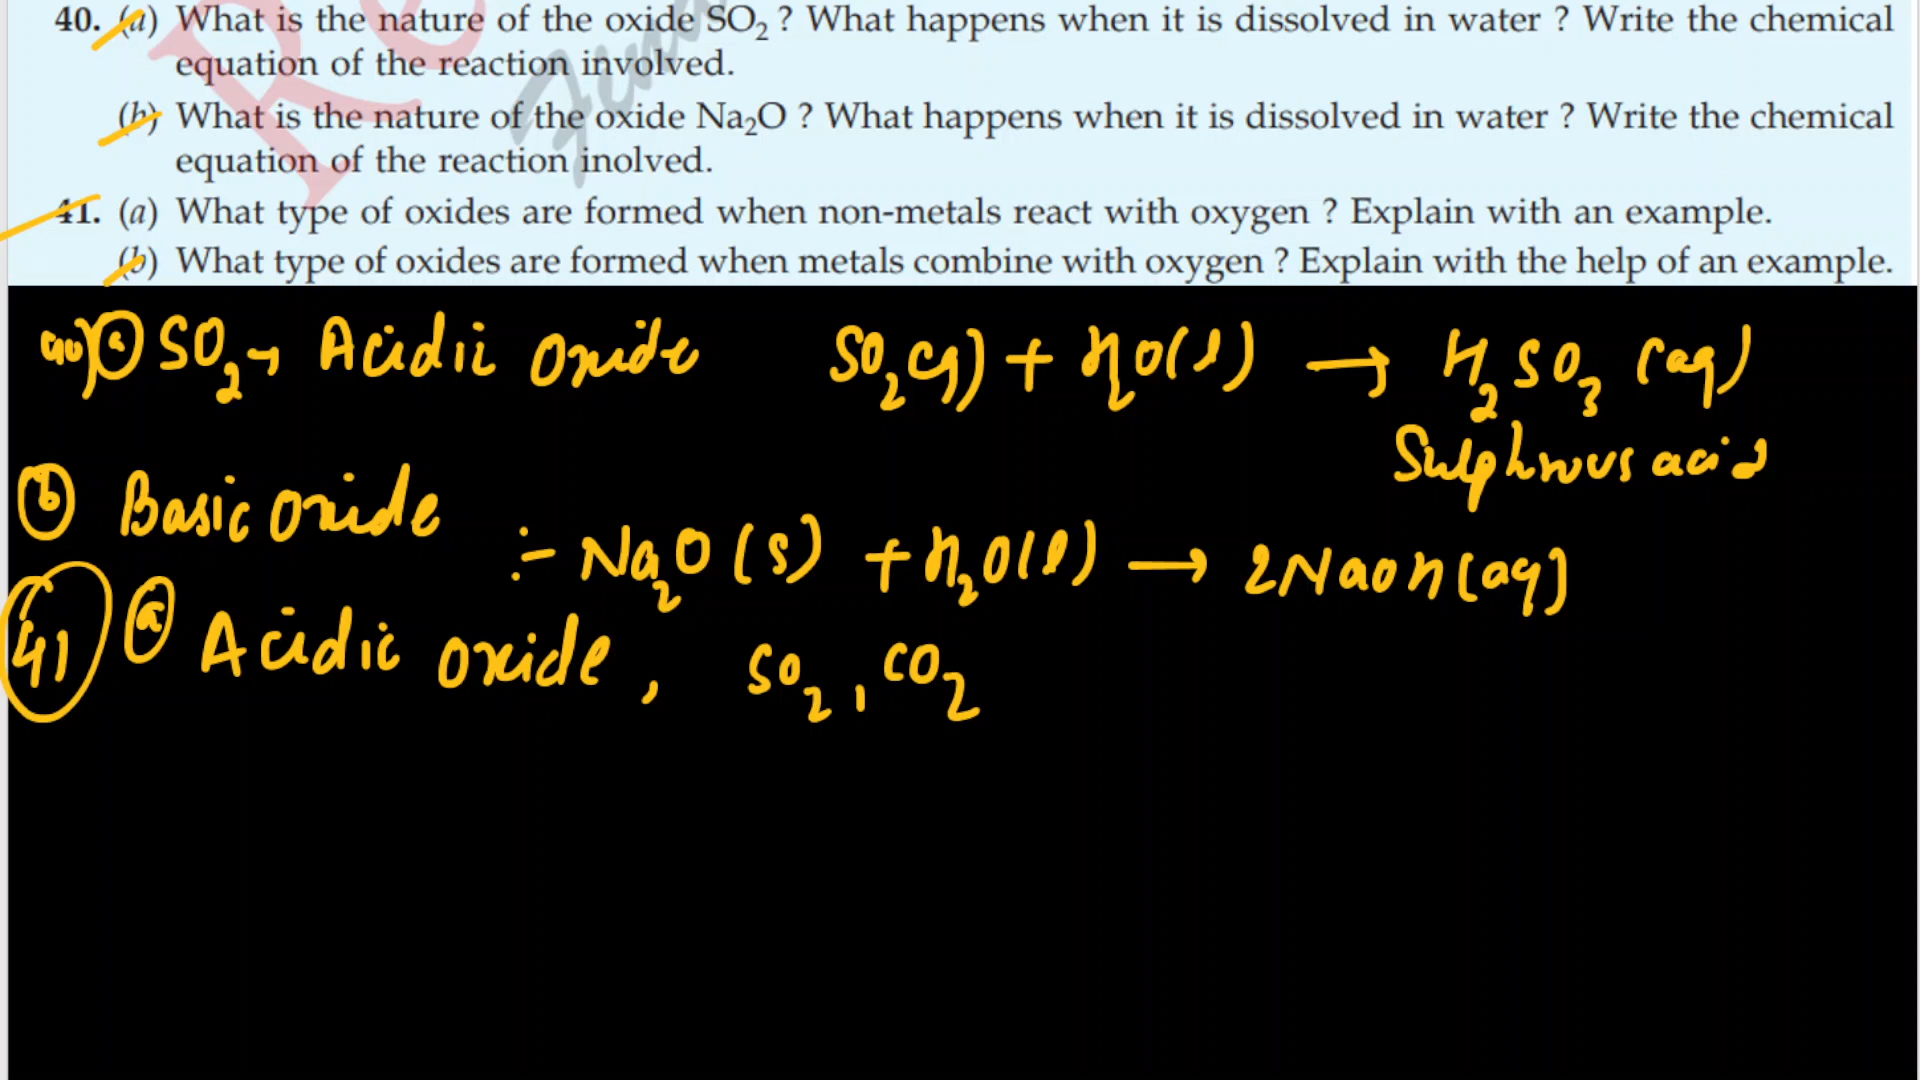 40. (a) What is the nature of the oxide SO₂ ? What happens when it is dissolved in water ? Write the chemical
equation of the reaction involved.
(b) What is the nature of the oxide Na₂O ? What happens when it is dissolved in water ? Write the chemical
equation of the reaction inolved.
41. (a) What type of oxides are formed when non-metals react with oxygen ? Explain with an example.
(b) What type of oxides are formed when metals combine with oxygen ? Explain with the help of an example.
40) (a) SO₂ → Acidic oxide SO₂(g) + H₂O(l) → H₂SO₃ (aq)
Sulphurous acid
(b) Basic oxide :- Na₂O (s) + H₂O(l) → 2NaOH(aq)
41) (a) Acidic oxide, SO₂, CO₂